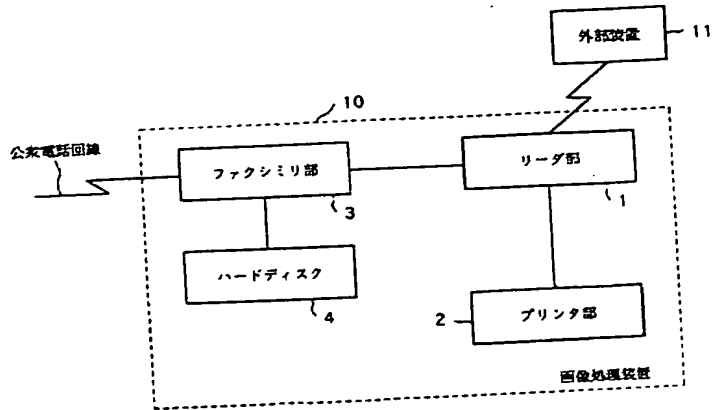 外部装置
11
10
公衆電話回線
ファクシミリ部
3
リーダ部
1
ハードディスク
4
2
プリンタ部
画像処理装置